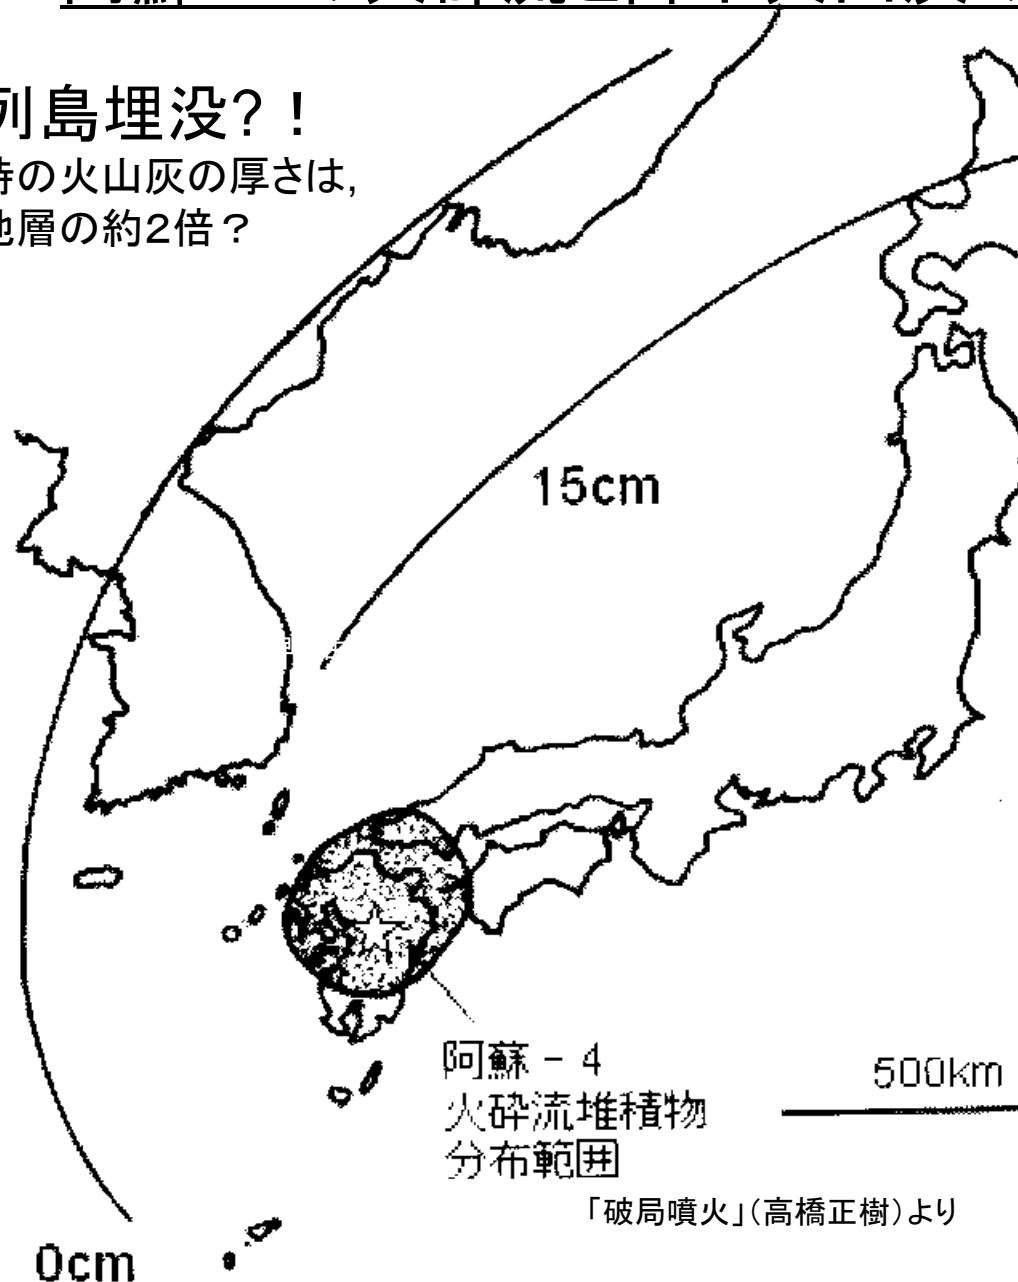 列島埋没?!
時の火山灰の厚さは,
地層の約2倍?
15cm
阿蘇-4
火砕流堆積物
分布範囲
500km
「破局噴火」(高橋正樹)より
0cm